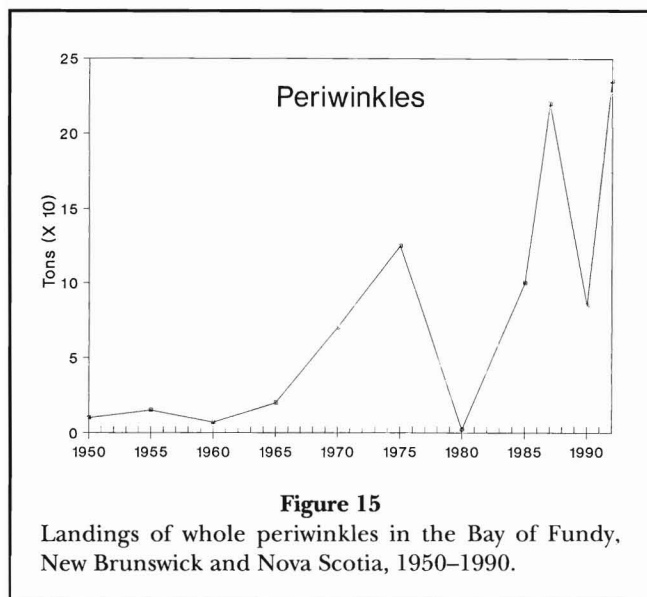 25
Periwinkles
20
15
Tons (X 10)
10
5
0
1950 1955 1960 1965 1970 1975 1980 1985 1990
Figure 15
Landings of whole periwinkles in the Bay of Fundy,
New Brunswick and Nova Scotia, 1950–1990.